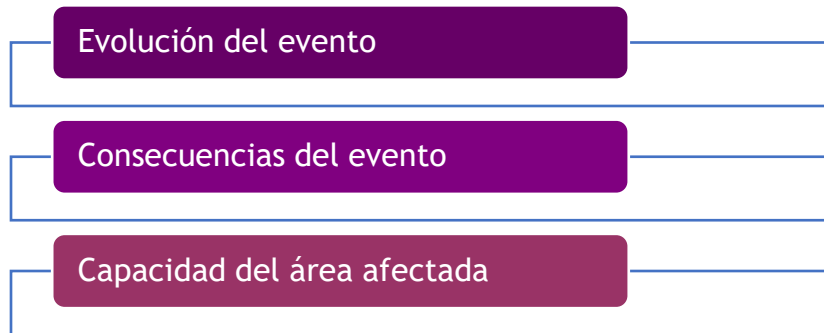 Evolución del evento
Consecuencias del evento
Capacidad del área afectada